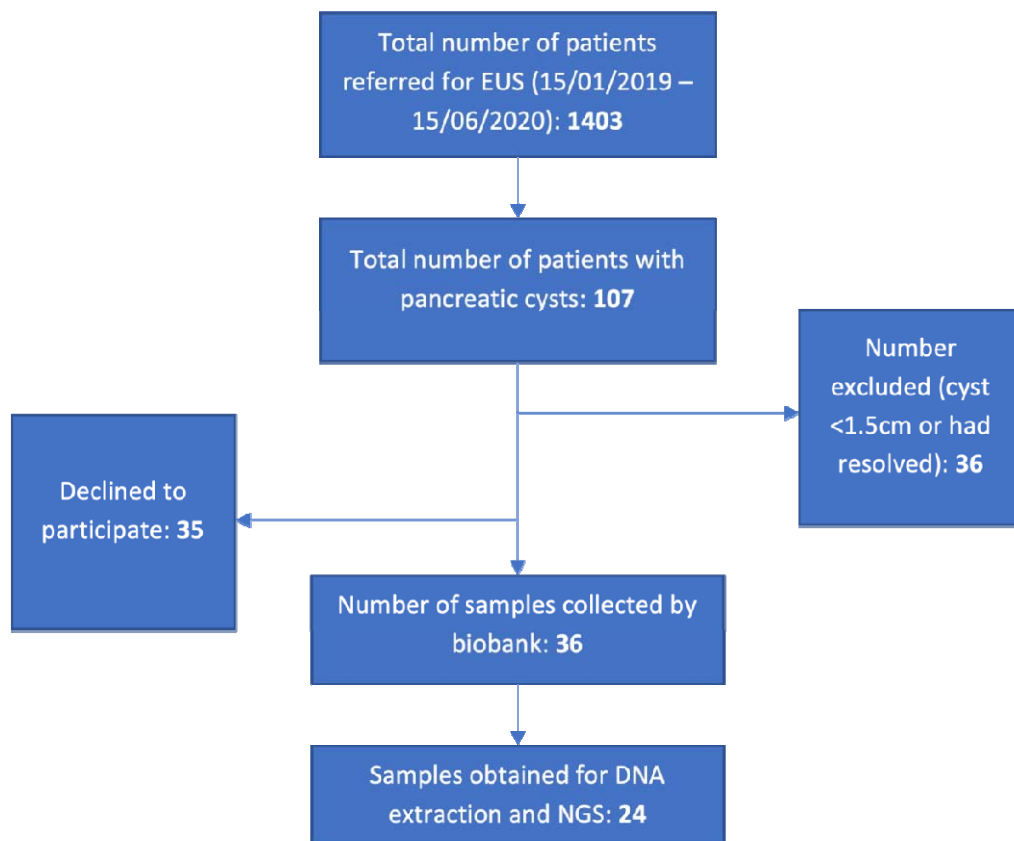 Total number of patients
referred for EUS (15/01/2019 –
15/06/2020): 1403
Total number of patients with
pancreatic cysts: 107
Number
excluded (cyst
<1.5cm or had
resolved): 36
Declined to
participate: 35
Number of samples collected by
biobank: 36
Samples obtained for DNA
extraction and NGS: 24